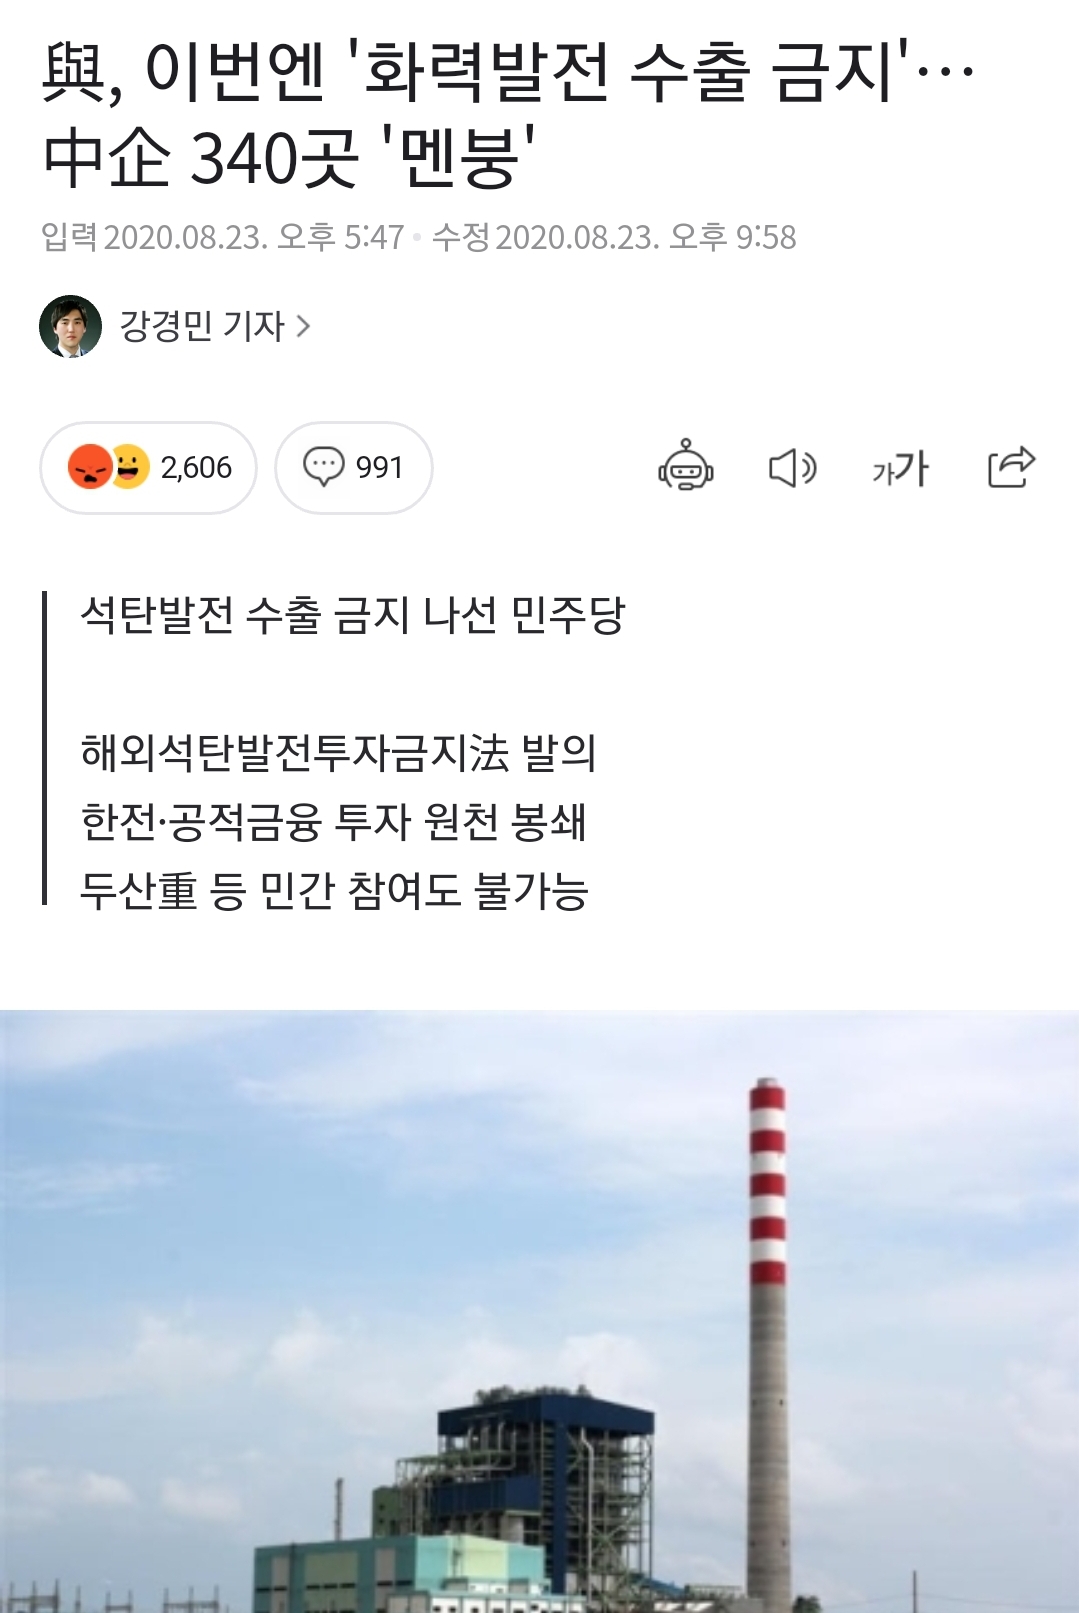 與, 이번엔 '화력발전 수출 금지'…
中企 340곳 '멘붕'
입력 2020.08.23. 오후 5:47 · 수정 2020.08.23. 오후 9:58
강경민 기자 >
2,606
991
가가
석탄발전 수출 금지 나선 민주당
해외석탄발전투자금지法 발의
한전·공적금융 투자 원천 봉쇄
두산重 등 민간 참여도 불가능